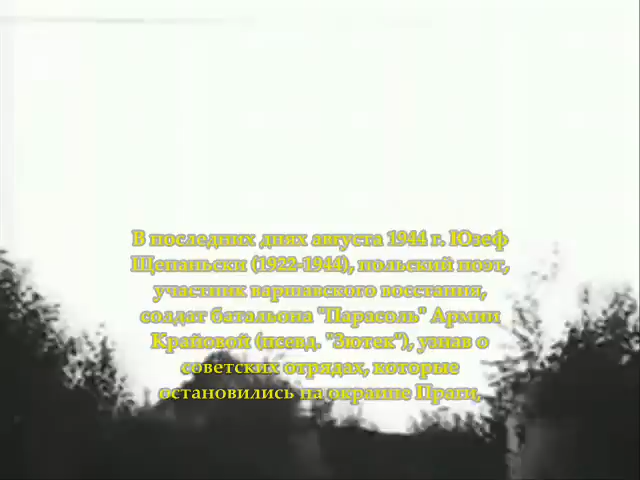 В последних днях августа 1944 г. Юзеф
Щепаньски (1922-1944), польский поэт,
участник варшавского восстания,
солдат батальона "Парасоль" Армии
Крайовой (псевд. "Зютек"), узнав о
советских отрядах, которые
остановились на окраине Праги,